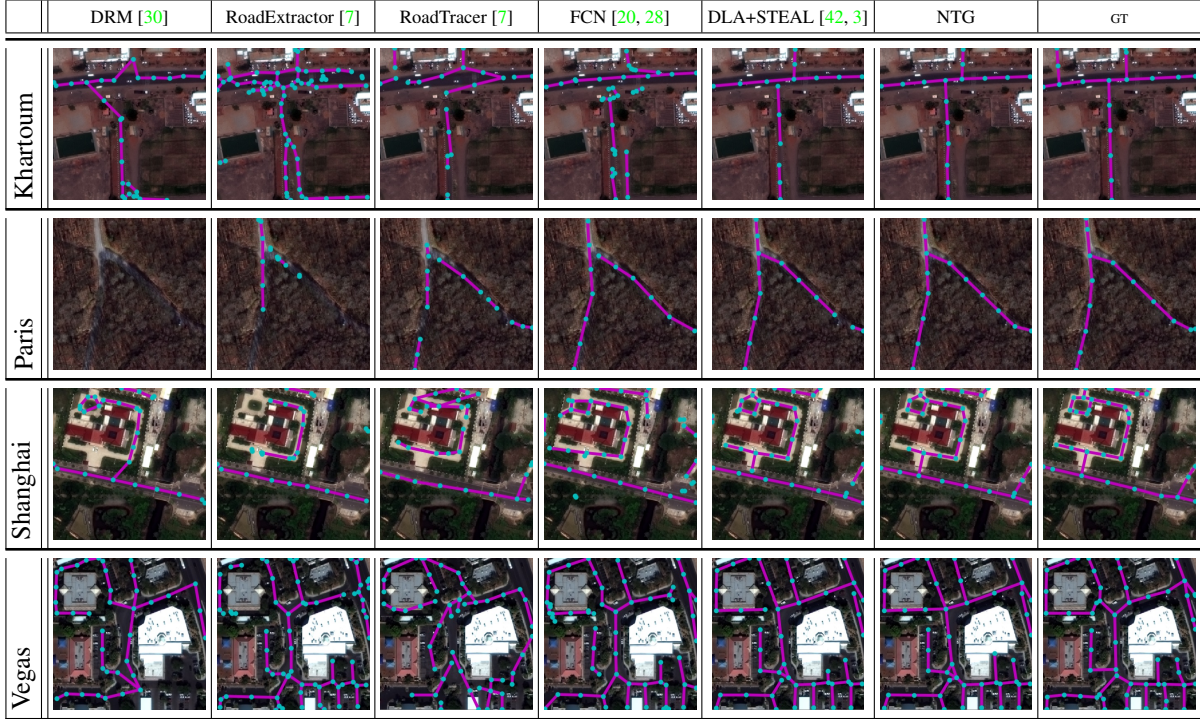 DRM [30] RoadExtractor [7] RoadTracer [7] FCN [20, 28] DLA+STEAL [42, 3] NTG GT
Khartoum
Paris
Shanghai
Vegas